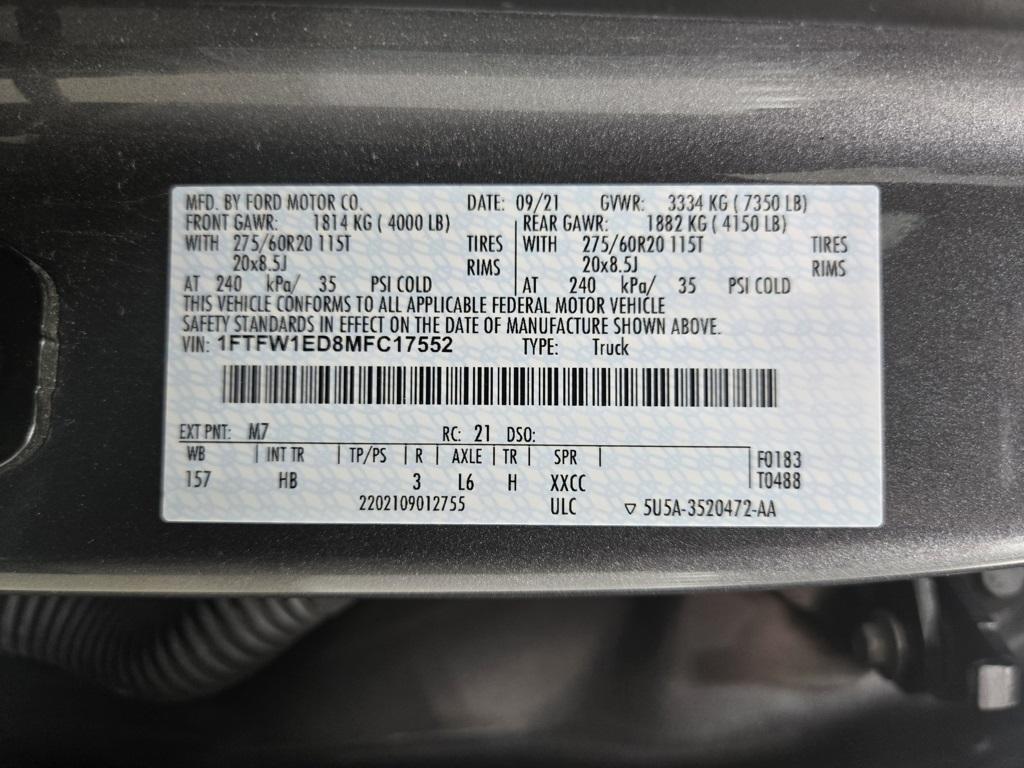 MFD. BY FORD MOTOR CO. DATE: 09/21 GVWR: 3334 KG ( 7350 LB)
FRONT GAWR: 1814 KG ( 4000 LB) REAR GAWR: 1882 KG ( 4150 LB)
WITH 275/60R20 115T TIRES WITH 275/60R20 115T TIRES
20x8.5J RIMS 20x8.5J RIMS
AT 240 kPa/ 35 PSI COLD AT 240 kPa/ 35 PSI COLD
THIS VEHICLE CONFORMS TO ALL APPLICABLE FEDERAL MOTOR VEHICLE
SAFETY STANDARDS IN EFFECT ON THE DATE OF MANUFACTURE SHOWN ABOVE.
VIN: 1FTFW1ED8MFC17552 TYPE: Truck
EXT PNT: M7 RC: 21 DSO:
WB INT TR TP/PS R AXLE TR SPR F0183
157 HB 3 L6 H XXCC T0488
2202109012755 ULC ▽ 5U5A-3520472-AA